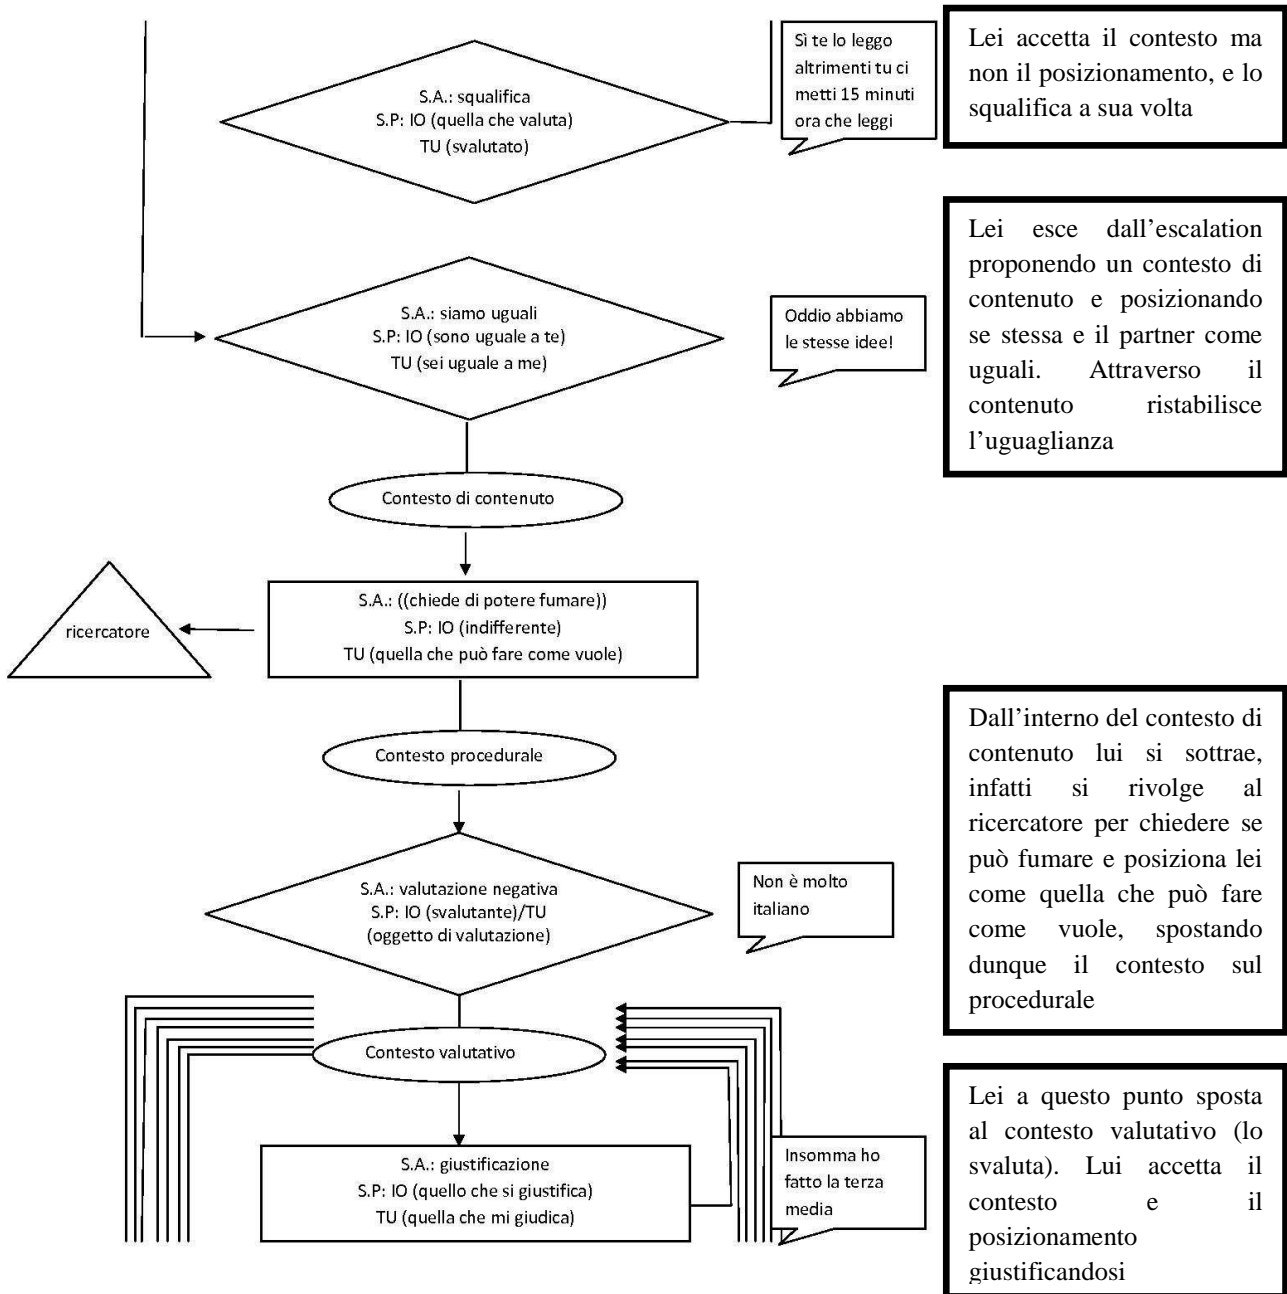 S.A.: squalifica
S.P: IO (quella che valuta)
TU (svalutato)
Sì te lo leggo
altrimenti tu ci
metti 15 minuti
ora che leggi
Lei accetta il contesto ma
non il posizionamento, e lo
squalifica a sua volta
S.A.: siamo uguali
S.P: IO (sono uguale a te)
TU (sei uguale a me)
Oddio abbiamo
le stesse idee!
Lei esce dall’escalation
proponendo un contesto di
contenuto e posizionando
se stessa e il partner come
uguali. Attraverso il
contenuto ristabilisce
l’uguaglianza
Contesto di contenuto
ricercatore
S.A.: ((chiede di potere fumare))
S.P: IO (indifferente)
TU (quella che può fare come vuole)
Contesto procedurale
Dall’interno del contesto di
contenuto lui si sottrae,
infatti si rivolge al
ricercatore per chiedere se
può fumare e posiziona lei
come quella che può fare
come vuole, spostando
dunque il contesto sul
procedurale
S.A.: valutazione negativa
S.P: IO (svalutante)/TU
(oggetto di valutazione)
Non è molto
italiano
Contesto valutativo
S.A.: giustificazione
S.P: IO (quello che si giustifica)
TU (quella che mi giudica)
Insomma ho
fatto la terza
media
Lei a questo punto sposta
al contesto valutativo (lo
svaluta). Lui accetta il
contesto e il
posizionamento
giustificandosi